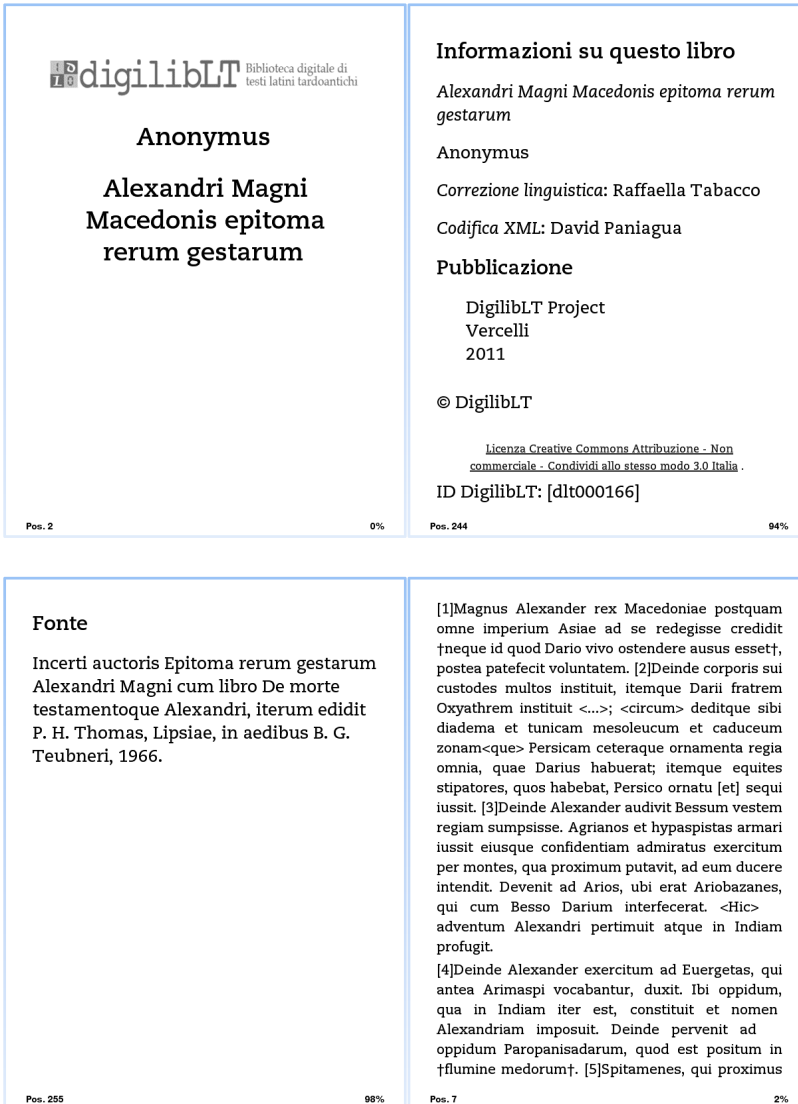 digilibLT Biblioteca digitale di
testi latini tardoantichi
Anonymus
Alexandri Magni
Macedonis epitoma
rerum gestarum
Pos. 2 0%
Informazioni su questo libro
Alexandri Magni Macedonis epitoma rerum
gestarum
Anonymus
Correzione linguistica: Raffaella Tabacco
Codifica XML: David Paniagua
Pubblicazione
DigilibLT Project
Vercelli
2011
© DigilibLT
Licenza Creative Commons Attribuzione - Non
commerciale - Condividi allo stesso modo 3.0 Italia .
ID DigilibLT: [dlt000166]
Pos. 244 94%
Fonte
Incerti auctoris Epitoma rerum gestarum
Alexandri Magni cum libro De morte
testamentoque Alexandri, iterum edidit
P. H. Thomas, Lipsiae, in aedibus B. G.
Teubneri, 1966.
Pos. 255 98%
[1]Magnus Alexander rex Macedoniae postquam
omne imperium Asiae ad se redegisse credidit
†neque id quod Dario vivo ostendere ausus esset†,
postea patefecit voluntatem. [2]Deinde corporis sui
custodes multos instituit, itemque Darii fratrem
Oxyathrem instituit <...>; <circum> deditque sibi
diadema et tunicam mesoleucum et caduceum
zonam<que> Persicam ceteraque ornamenta regia
omnia, quae Darius habuerat; itemque equites
stipatores, quos habebat, Persico ornatu [et] sequi
iussit. [3]Deinde Alexander audivit Bessum vestem
regiam sumpsisse. Agrianos et hypaspistas armari
iussit eiusque confidentiam admiratus exercitum
per montes, qua proximum putavit, ad eum ducere
intendit. Devenit ad Arios, ubi erat Ariobazanes,
qui cum Besso Darium interfecerat. <Hic>
adventum Alexandri pertimuit atque in Indiam
profugit.
[4]Deinde Alexander exercitum ad Euergetas, qui
antea Arimaspi vocabantur, duxit. Ibi oppidum,
qua in Indiam iter est, constituit et nomen
Alexandriam imposuit. Deinde pervenit ad
oppidum Paropanisadarum, quod est positum in
†flumine medorum†. [5]Spitamenes, qui proximus
Pos. 7 2%